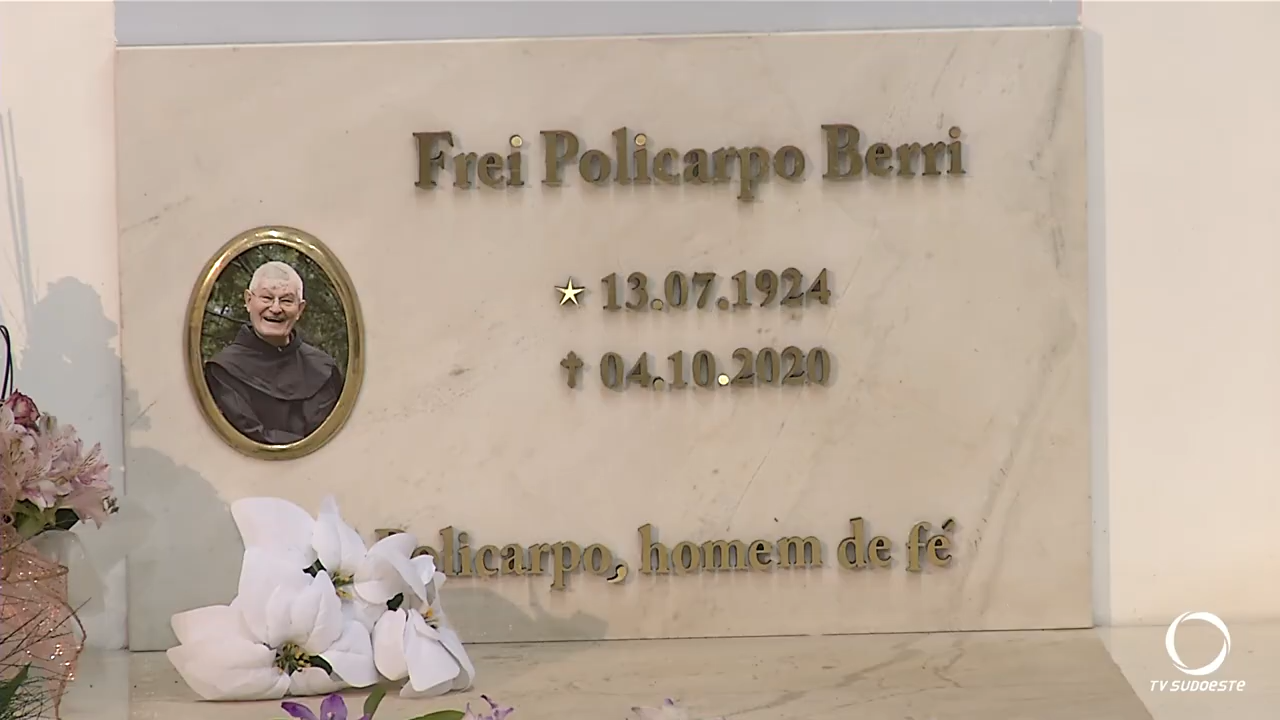 Frei Policarpo Berri
13.07.1924
04.10.2020
Policarpo, homem de fé
TV SUDOESTE